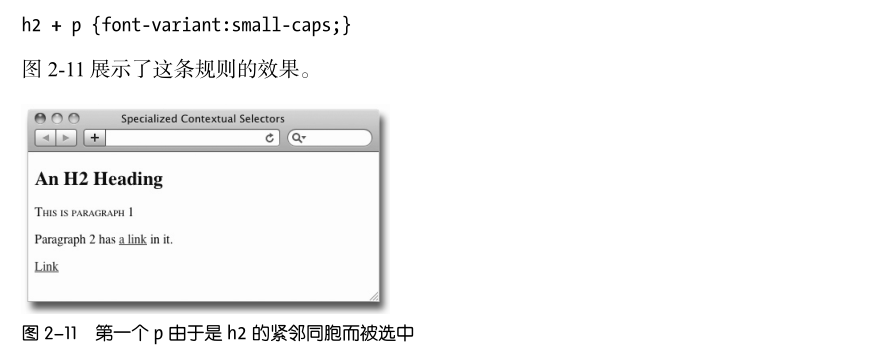 h2 + p {font-variant:small-caps;}
图 2-11 展示了这条规则的效果。
Specialized Contextual Selectors
An H2 Heading
This is paragraph 1
Paragraph 2 has a link in it.
Link
图 2-11 第一个 p 由于是 h2 的紧邻同胞而被选中